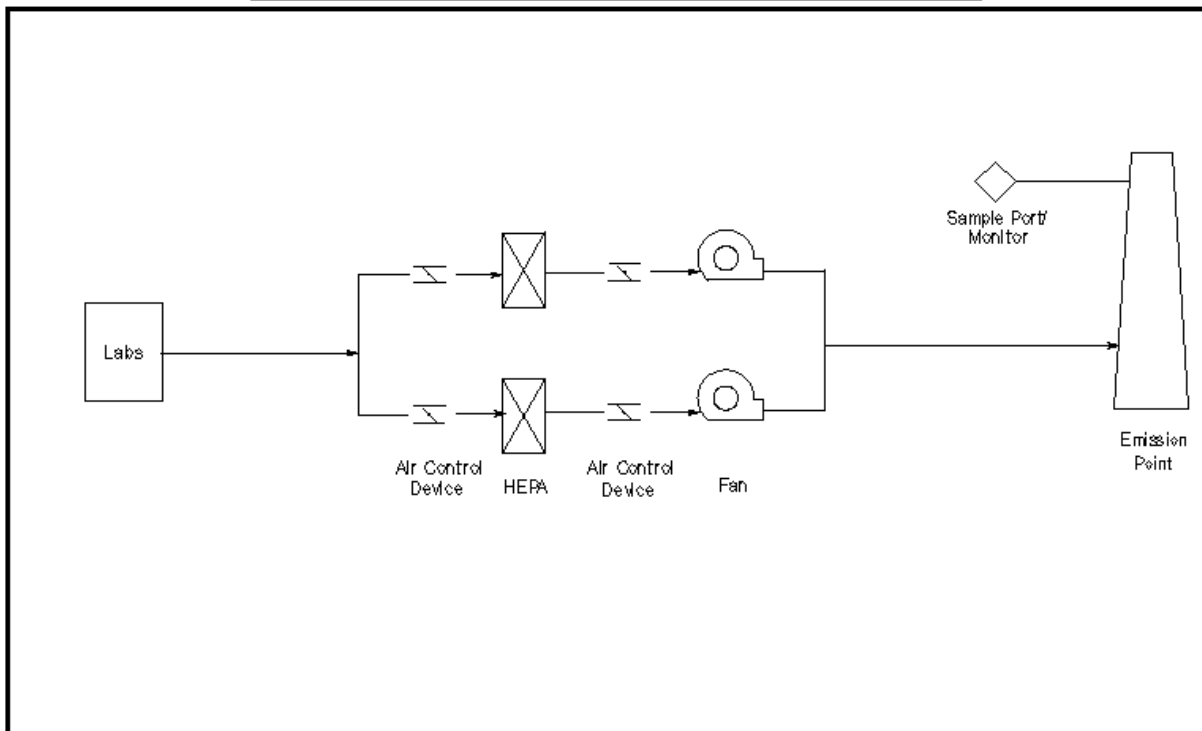 Sample Port/
Monitor
Labs
Air Control
Device
HEPA
Air Control
Device
Fan
Emission
Point